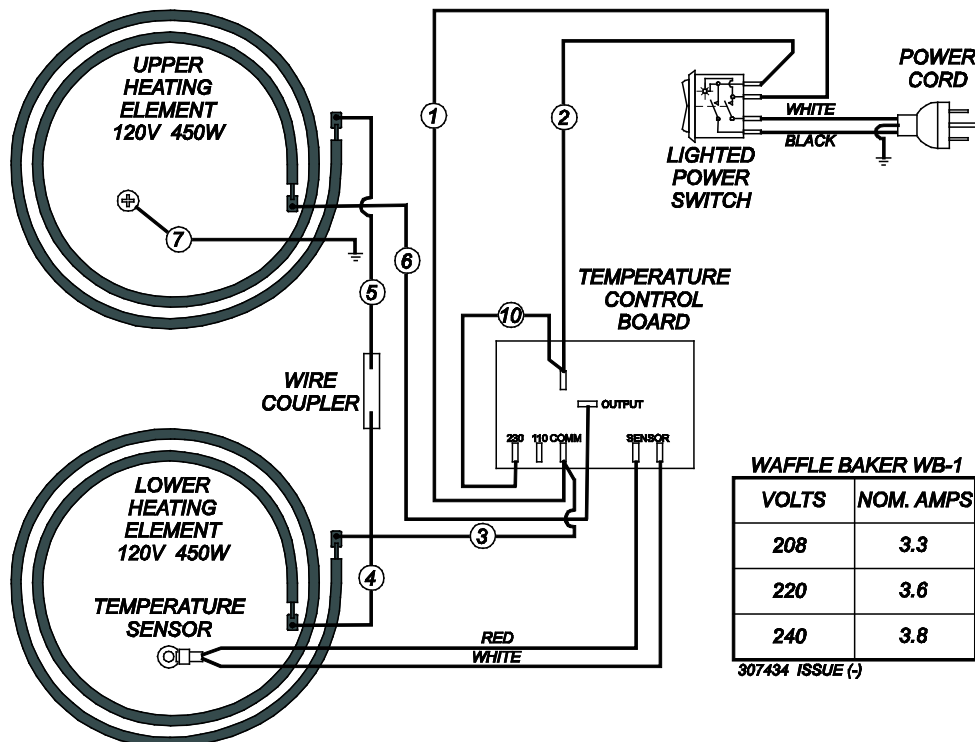 UPPER
HEATING
ELEMENT
120V 450W
7
1
2
6
5
10
WHITE
BLACK
POWER
CORD
LIGHTED
POWER
SWITCH
TEMPERATURE
CONTROL
BOARD
OUTPUT
230 110 COMM SENSOR
WIRE
COUPLER
LOWER
HEATING
ELEMENT
120V 450W
3
4
TEMPERATURE
SENSOR
RED
WHITE
WAFFLE BAKER WB-1
VOLTS NOM. AMPS
208 3.3
220 3.6
240 3.8
307434 ISSUE (-)